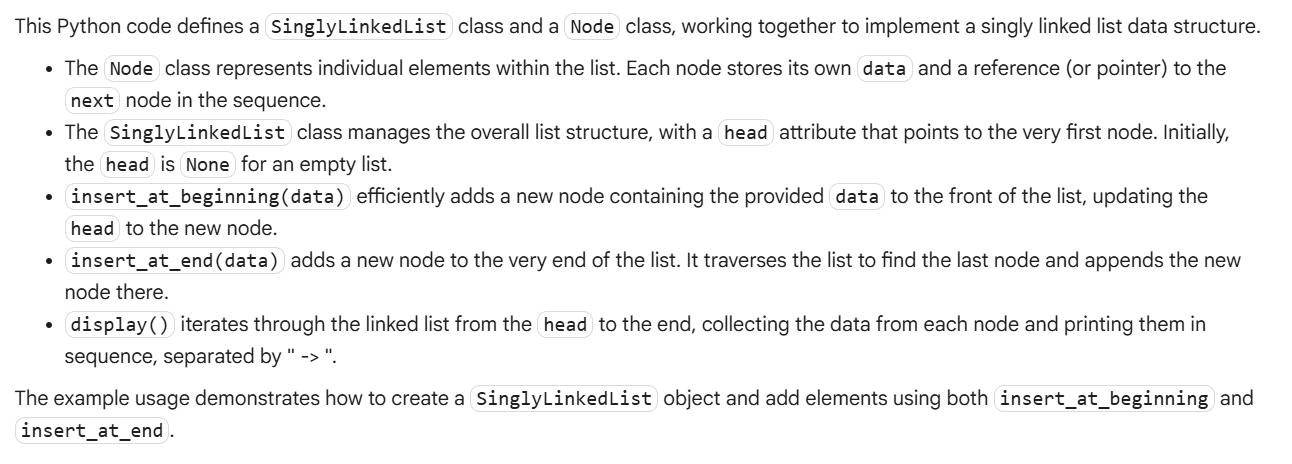 This Python code defines a SinglyLinkedList class and a Node class, working together to implement a singly linked list data structure.
• The Node class represents individual elements within the list. Each node stores its own data and a reference (or pointer) to the
next node in the sequence.
• The SinglyLinkedList class manages the overall list structure, with a head attribute that points to the very first node. Initially,
the head is None for an empty list.
• insert_at_beginning(data) efficiently adds a new node containing the provided data to the front of the list, updating the
head to the new node.
• insert_at_end(data) adds a new node to the very end of the list. It traverses the list to find the last node and appends the new
node there.
• display() iterates through the linked list from the head to the end, collecting the data from each node and printing them in
sequence, separated by " -> ".
The example usage demonstrates how to create a SinglyLinkedList object and add elements using both insert_at_beginning and
insert_at_end.